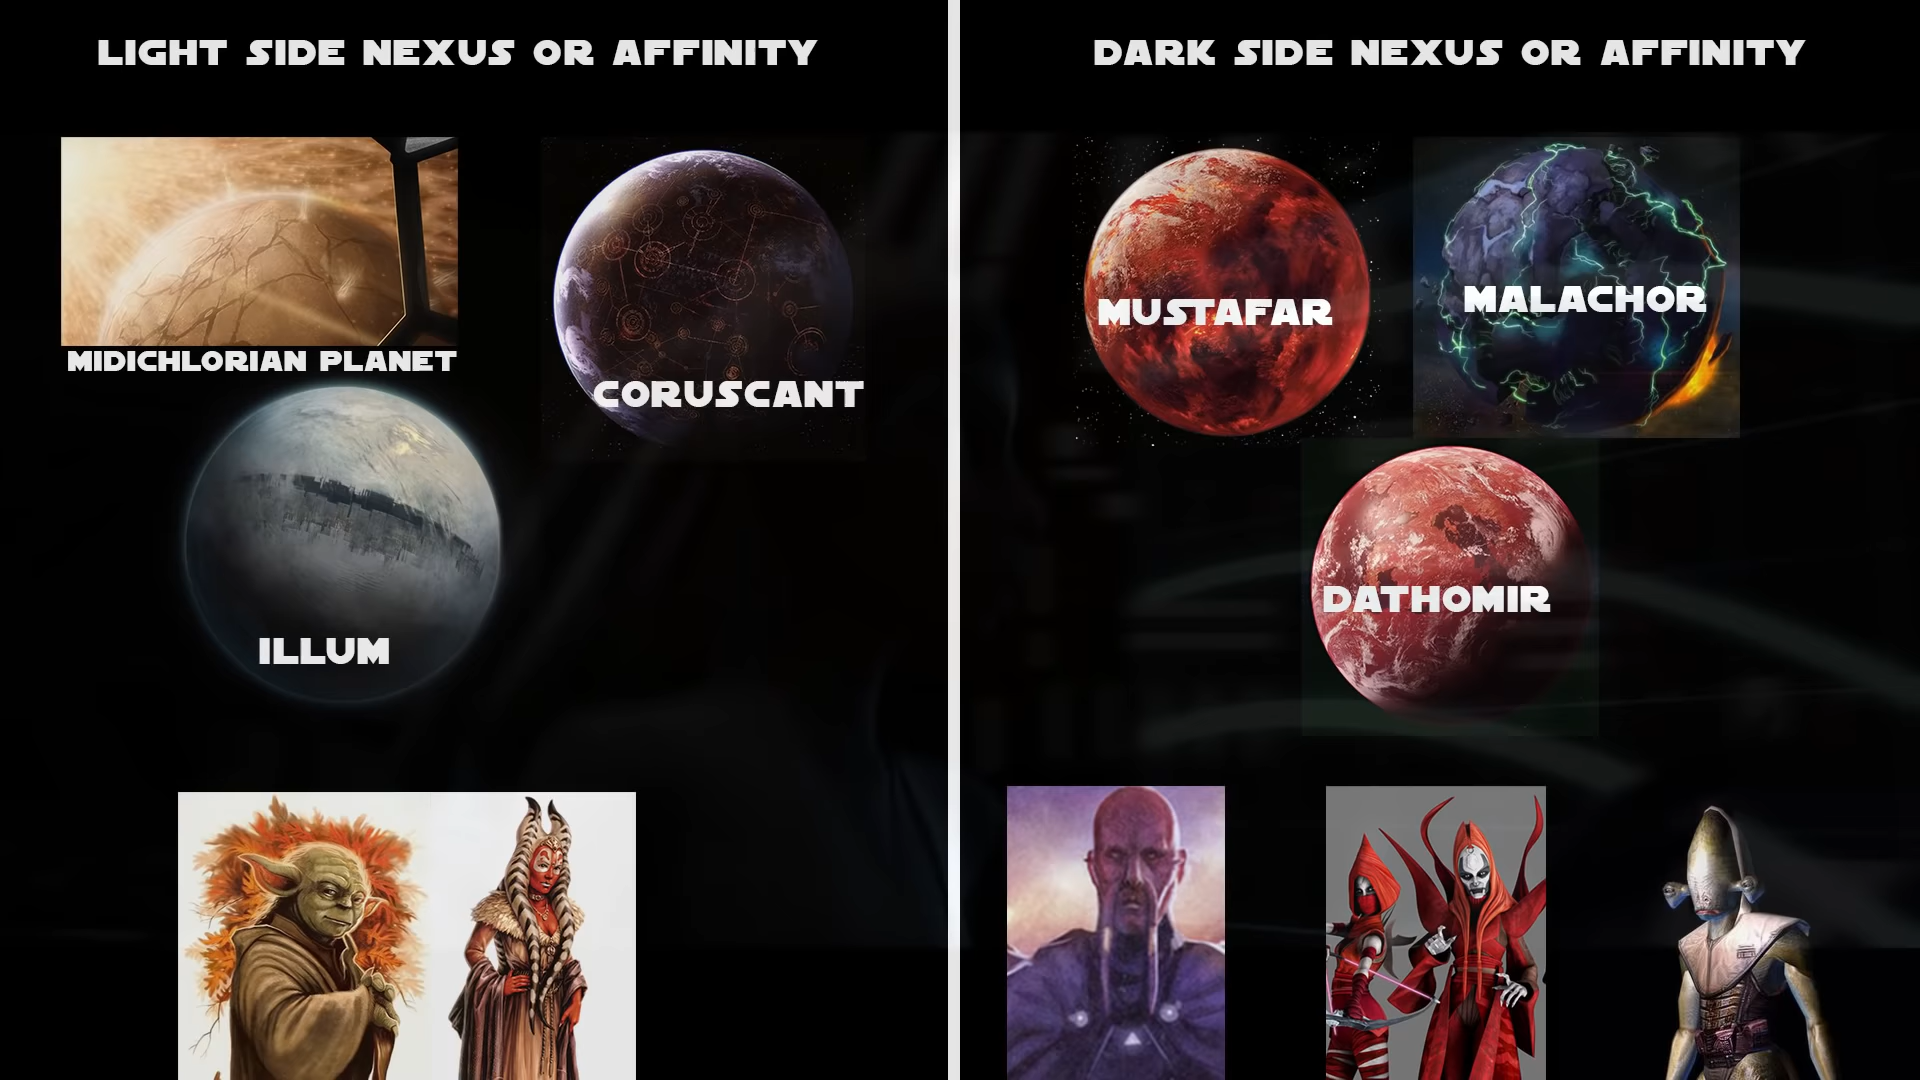 LIGHT SIDE NEXUS OR AFFINITY
DARK SIDE NEXUS OR AFFINITY
MIDICHLORIAN PLANET
CORUSCANT
ILLUM
MUSTAFAR
MALACHOR
DATHOMIR